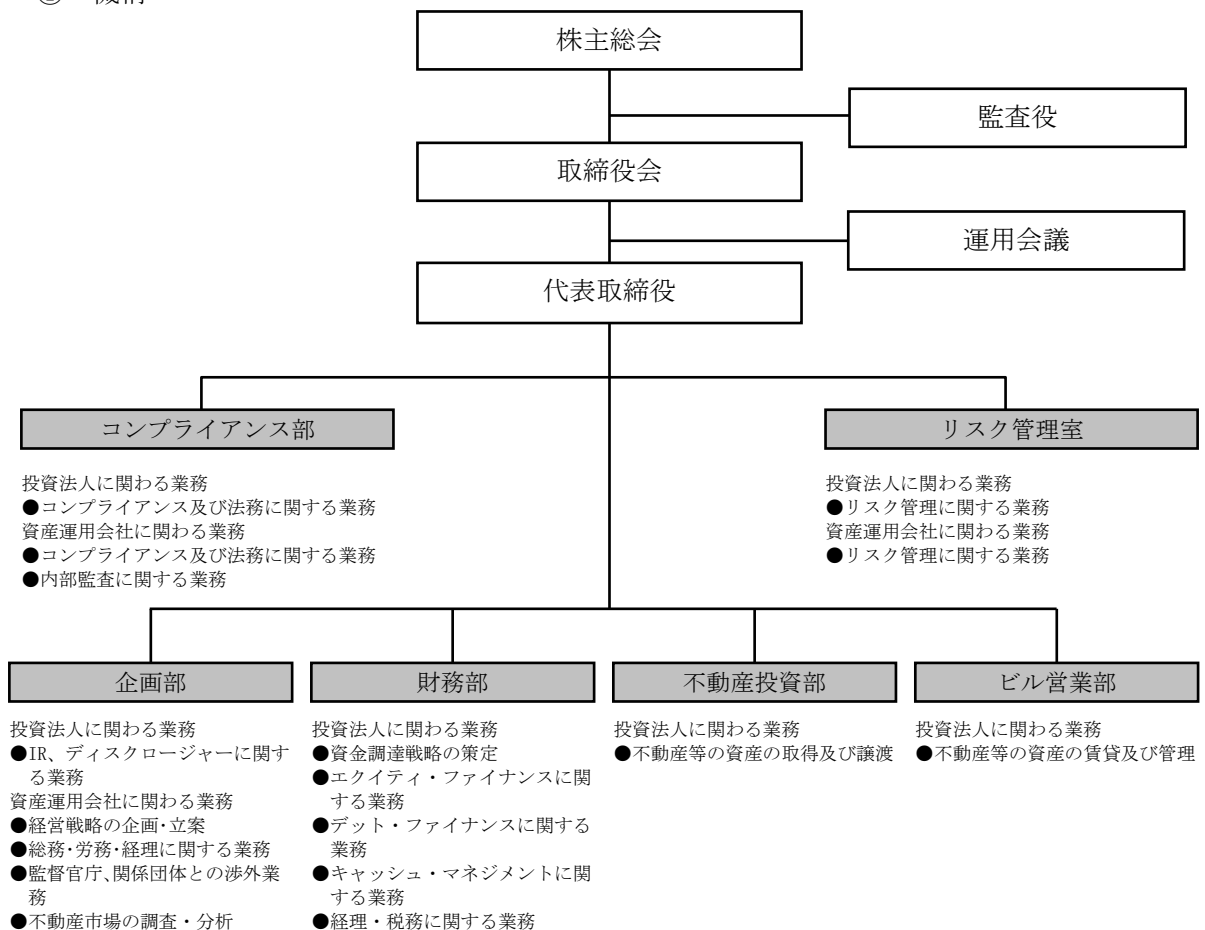 株主総会
監査役
取締役会
運用会議
代表取締役
コンプライアンス部
投資法人に関わる業務
●コンプライアンス及び法務に関する業務
資産運用会社に関わる業務
●コンプライアンス及び法務に関する業務
●内部監査に関する業務
リスク管理室
投資法人に関わる業務
●リスク管理に関する業務
資産運用会社に関わる業務
●リスク管理に関する業務
企画部
投資法人に関わる業務
●IR、ディスクロージャーに関す
る業務
資産運用会社に関わる業務
●経営戦略の企画・立案
●総務・労務・経理に関する業務
●監督官庁、関係団体との渉外業
務
●不動産市場の調査・分析
財務部
投資法人に関わる業務
●資金調達戦略の策定
●エクイティ・ファイナンスに関
する業務
●デット・ファイナンスに関する
業務
●キャッシュ・マネジメントに関
する業務
●経理・税務に関する業務
不動産投資部
投資法人に関わる業務
●不動産等の資産の取得及び譲渡
ビル営業部
投資法人に関わる業務
●不動産等の資産の賃貸及び管理